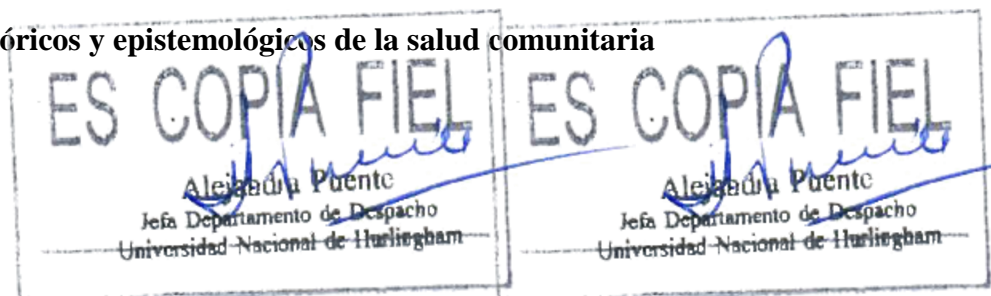 óricos y epistemológicos de la salud comunitaria
ES COPIA FIEL
Alejandra Puente
Jefa Departamento de Despacho
Universidad Nacional de Hurlingham
ES COPIA FIEL
Alejandra Puente
Jefa Departamento de Despacho
Universidad Nacional de Hurlingham